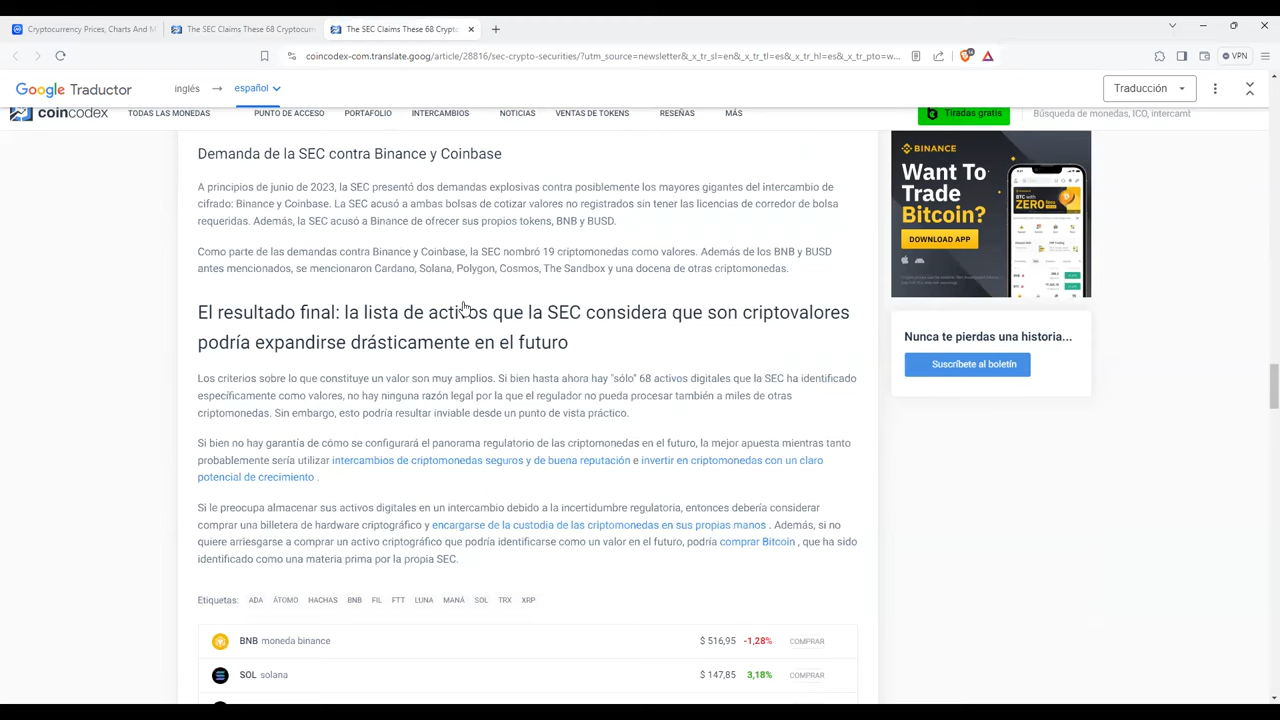 Cryptocurrency Prices, Charts And M
The SEC Claims These 68 Cryptocurr
The SEC Claims These 68 Crypto
coincodex-com.translate.goog/article/28816/sec-crypto-securities/?utm_source=newsletter&_x_tr_sl=en&_x_tr_tl=es&_x_tr_hl=es&_x_tr_pto=w...
VPN
Google Traductor
inglés → español
Traducción
coincodex
TODAS LAS MONEDAS
PUNTO DE ACCESO
PORTAFOLIO
INTERCAMBIOS
NOTICIAS
VENTAS DE TOKENS
RESEÑAS
MÁS
Tiradas gratis
Búsqueda de monedas, ICO, intercamt
Demanda de la SEC contra Binance y Coinbase
A principios de junio de 2023, la SEC presentó dos demandas explosivas contra posiblemente los mayores gigantes del intercambio de
cifrado: Binance y Coinbase. La SEC acusó a ambas bolsas de cotizar valores no registrados sin tener las licencias de corredor de bolsa
requeridas. Además, la SEC acusó a Binance de ofrecer sus propios tokens, BNB y BUSD.
Como parte de las demandas contra Binance y Coinbase, la SEC nombró 19 criptomonedas como valores. Además de los BNB y BUSD
antes mencionados, se mencionaron Cardano, Solana, Polygon, Cosmos, The Sandbox y una docena de otras criptomonedas.
El resultado final: la lista de activos que la SEC considera que son criptovalores
podría expandirse drásticamente en el futuro
Los criterios sobre lo que constituye un valor son muy amplios. Si bien hasta ahora hay "sólo" 68 activos digitales que la SEC ha identificado
específicamente como valores, no hay ninguna razón legal por la que el regulador no pueda procesar también a miles de otras
criptomonedas. Sin embargo, esto podría resultar inviable desde un punto de vista práctico.
Si bien no hay garantía de cómo se configurará el panorama regulatorio de las criptomonedas en el futuro, la mejor apuesta mientras tanto
probablemente sería utilizar intercambios de criptomonedas seguros y de buena reputación e invertir en criptomonedas con un claro
potencial de crecimiento .
Si le preocupa almacenar sus activos digitales en un intercambio debido a la incertidumbre regulatoria, entonces debería considerar
comprar una billetera de hardware criptográfico y encargarse de la custodia de las criptomonedas en sus propias manos . Además, si no
quiere arriesgarse a comprar un activo criptográfico que podría identificarse como un valor en el futuro, podría comprar Bitcoin , que ha sido
identificado como una materia prima por la propia SEC.
Etiquetas: ADA ÁTOMO HACHAS BNB FIL FTT LUNA MANÁ SOL TRX XRP
BNB moneda binance $ 516,95 -1,28% COMPRAR
SOL solana $ 147,85 3,18% COMPRAR
BINANCE
Want To
Trade
Bitcoin?
DOWNLOAD APP
BTC with
ZERO fees
Nunca te pierdas una historia...
Suscríbete al boletín